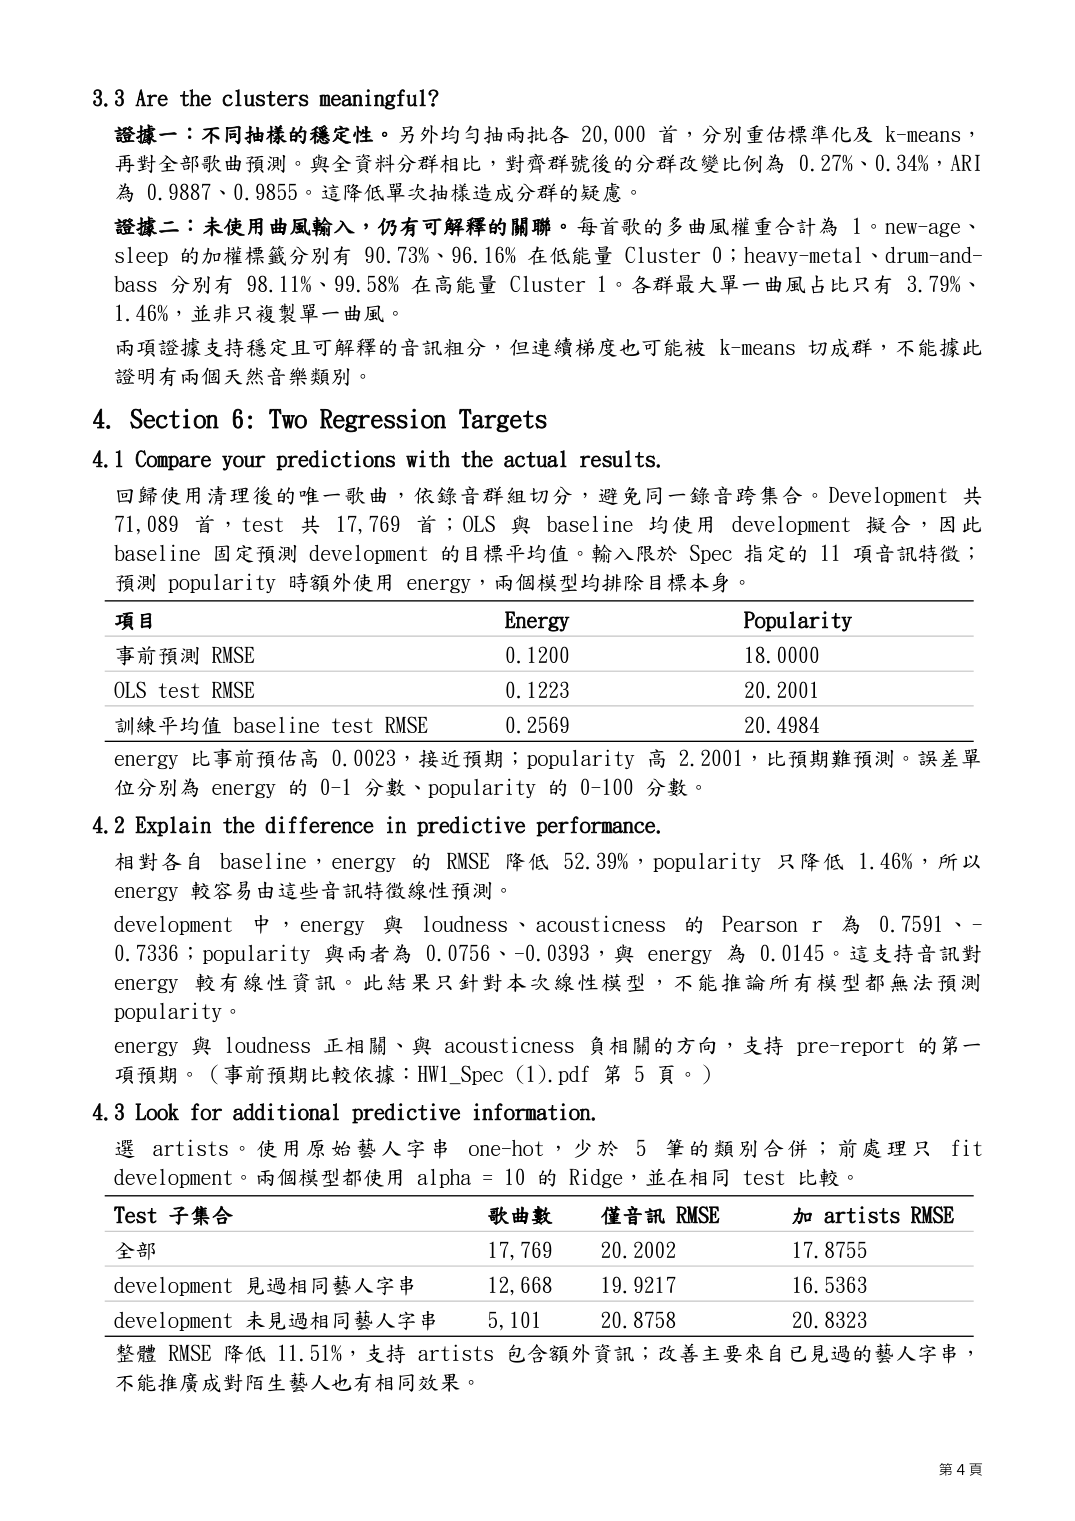 3.3 Are the clusters meaningful?
證據一：不同抽樣的穩定性。另外均勻抽兩批各 20,000 首，分別重估標準化及 k-means，
再對全部歌曲預測。與全資料分群相比，對齊群號後的分群改變比例為 0.27%、0.34%，ARI
為 0.9887、0.9855。這降低單次抽樣造成分群的疑慮。
證據二：未使用曲風輸入，仍有可解釋的關聯。每首歌的多曲風權重合計為 1。new-age、
sleep 的加權標籤分別有 90.73%、96.16% 在低能量 Cluster 0；heavy-metal、drum-and-
bass 分別有 98.11%、99.58% 在高能量 Cluster 1。各群最大單一曲風占比只有 3.79%、
1.46%，並非只複製單一曲風。
兩項證據支持穩定且可解釋的音訊粗分，但連續梯度也可能被 k-means 切成群，不能據此
證明有兩個天然音樂類別。
4. Section 6: Two Regression Targets
4.1 Compare your predictions with the actual results.
回歸使用清理後的唯一歌曲，依錄音群組切分，避免同一錄音跨集合。Development 共
71,089 首，test 共 17,769 首；OLS 與 baseline 均使用 development 擬合，因此
baseline 固定預測 development 的目標平均值。輸入限於 Spec 指定的 11 項音訊特徵；
預測 popularity 時額外使用 energy，兩個模型均排除目標本身。
項目 Energy Popularity
事前預測 RMSE 0.1200 18.0000
OLS test RMSE 0.1223 20.2001
訓練平均值 baseline test RMSE 0.2569 20.4984
energy 比事前預估高 0.0023，接近預期；popularity 高 2.2001，比預期難預測。誤差單
位分別為 energy 的 0-1 分數、popularity 的 0-100 分數。
4.2 Explain the difference in predictive performance.
相對各自 baseline，energy 的 RMSE 降低 52.39%，popularity 只降低 1.46%，所以
energy 較容易由這些音訊特徵線性預測。
development 中，energy 與 loudness、acousticness 的 Pearson r 為 0.7591、-
0.7336；popularity 與兩者為 0.0756、-0.0393，與 energy 為 0.0145。這支持音訊對
energy 較有線性資訊。此結果只針對本次線性模型，不能推論所有模型都無法預測
popularity。
energy 與 loudness 正相關、與 acousticness 負相關的方向，支持 pre-report 的第一
項預期。（事前預期比較依據：HW1_Spec (1).pdf 第 5 頁。）
4.3 Look for additional predictive information.
選 artists。使用原始藝人字串 one-hot，少於 5 筆的類別合併；前處理只 fit
development。兩個模型都使用 alpha = 10 的 Ridge，並在相同 test 比較。
Test 子集合 歌曲數 僅音訊 RMSE 加 artists RMSE
全部 17,769 20.2002 17.8755
development 見過相同藝人字串 12,668 19.9217 16.5363
development 未見過相同藝人字串 5,101 20.8758 20.8323
整體 RMSE 降低 11.51%，支持 artists 包含額外資訊；改善主要來自已見過的藝人字串，
不能推廣成對陌生藝人也有相同效果。
第 4 頁